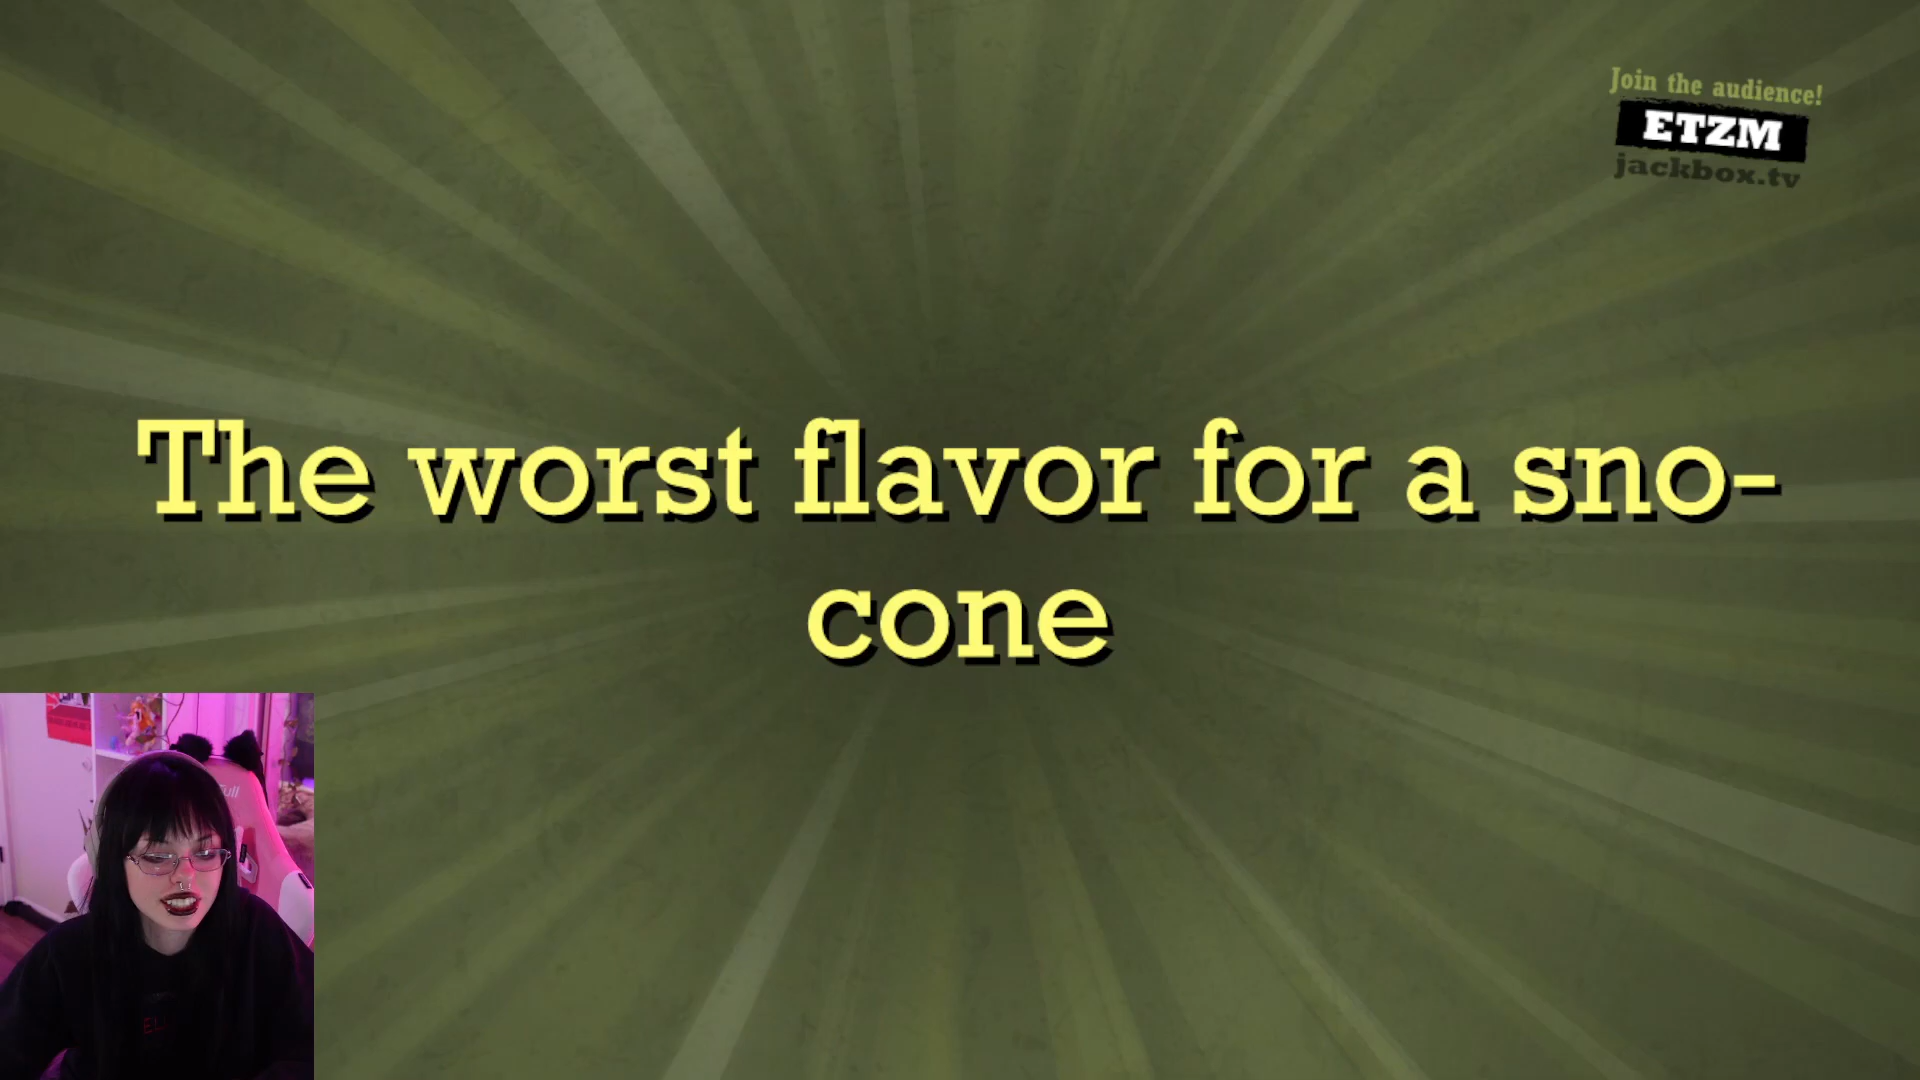 Join the audience!
ETZM
jackbox.tv
The worst flavor for a sno-
cone